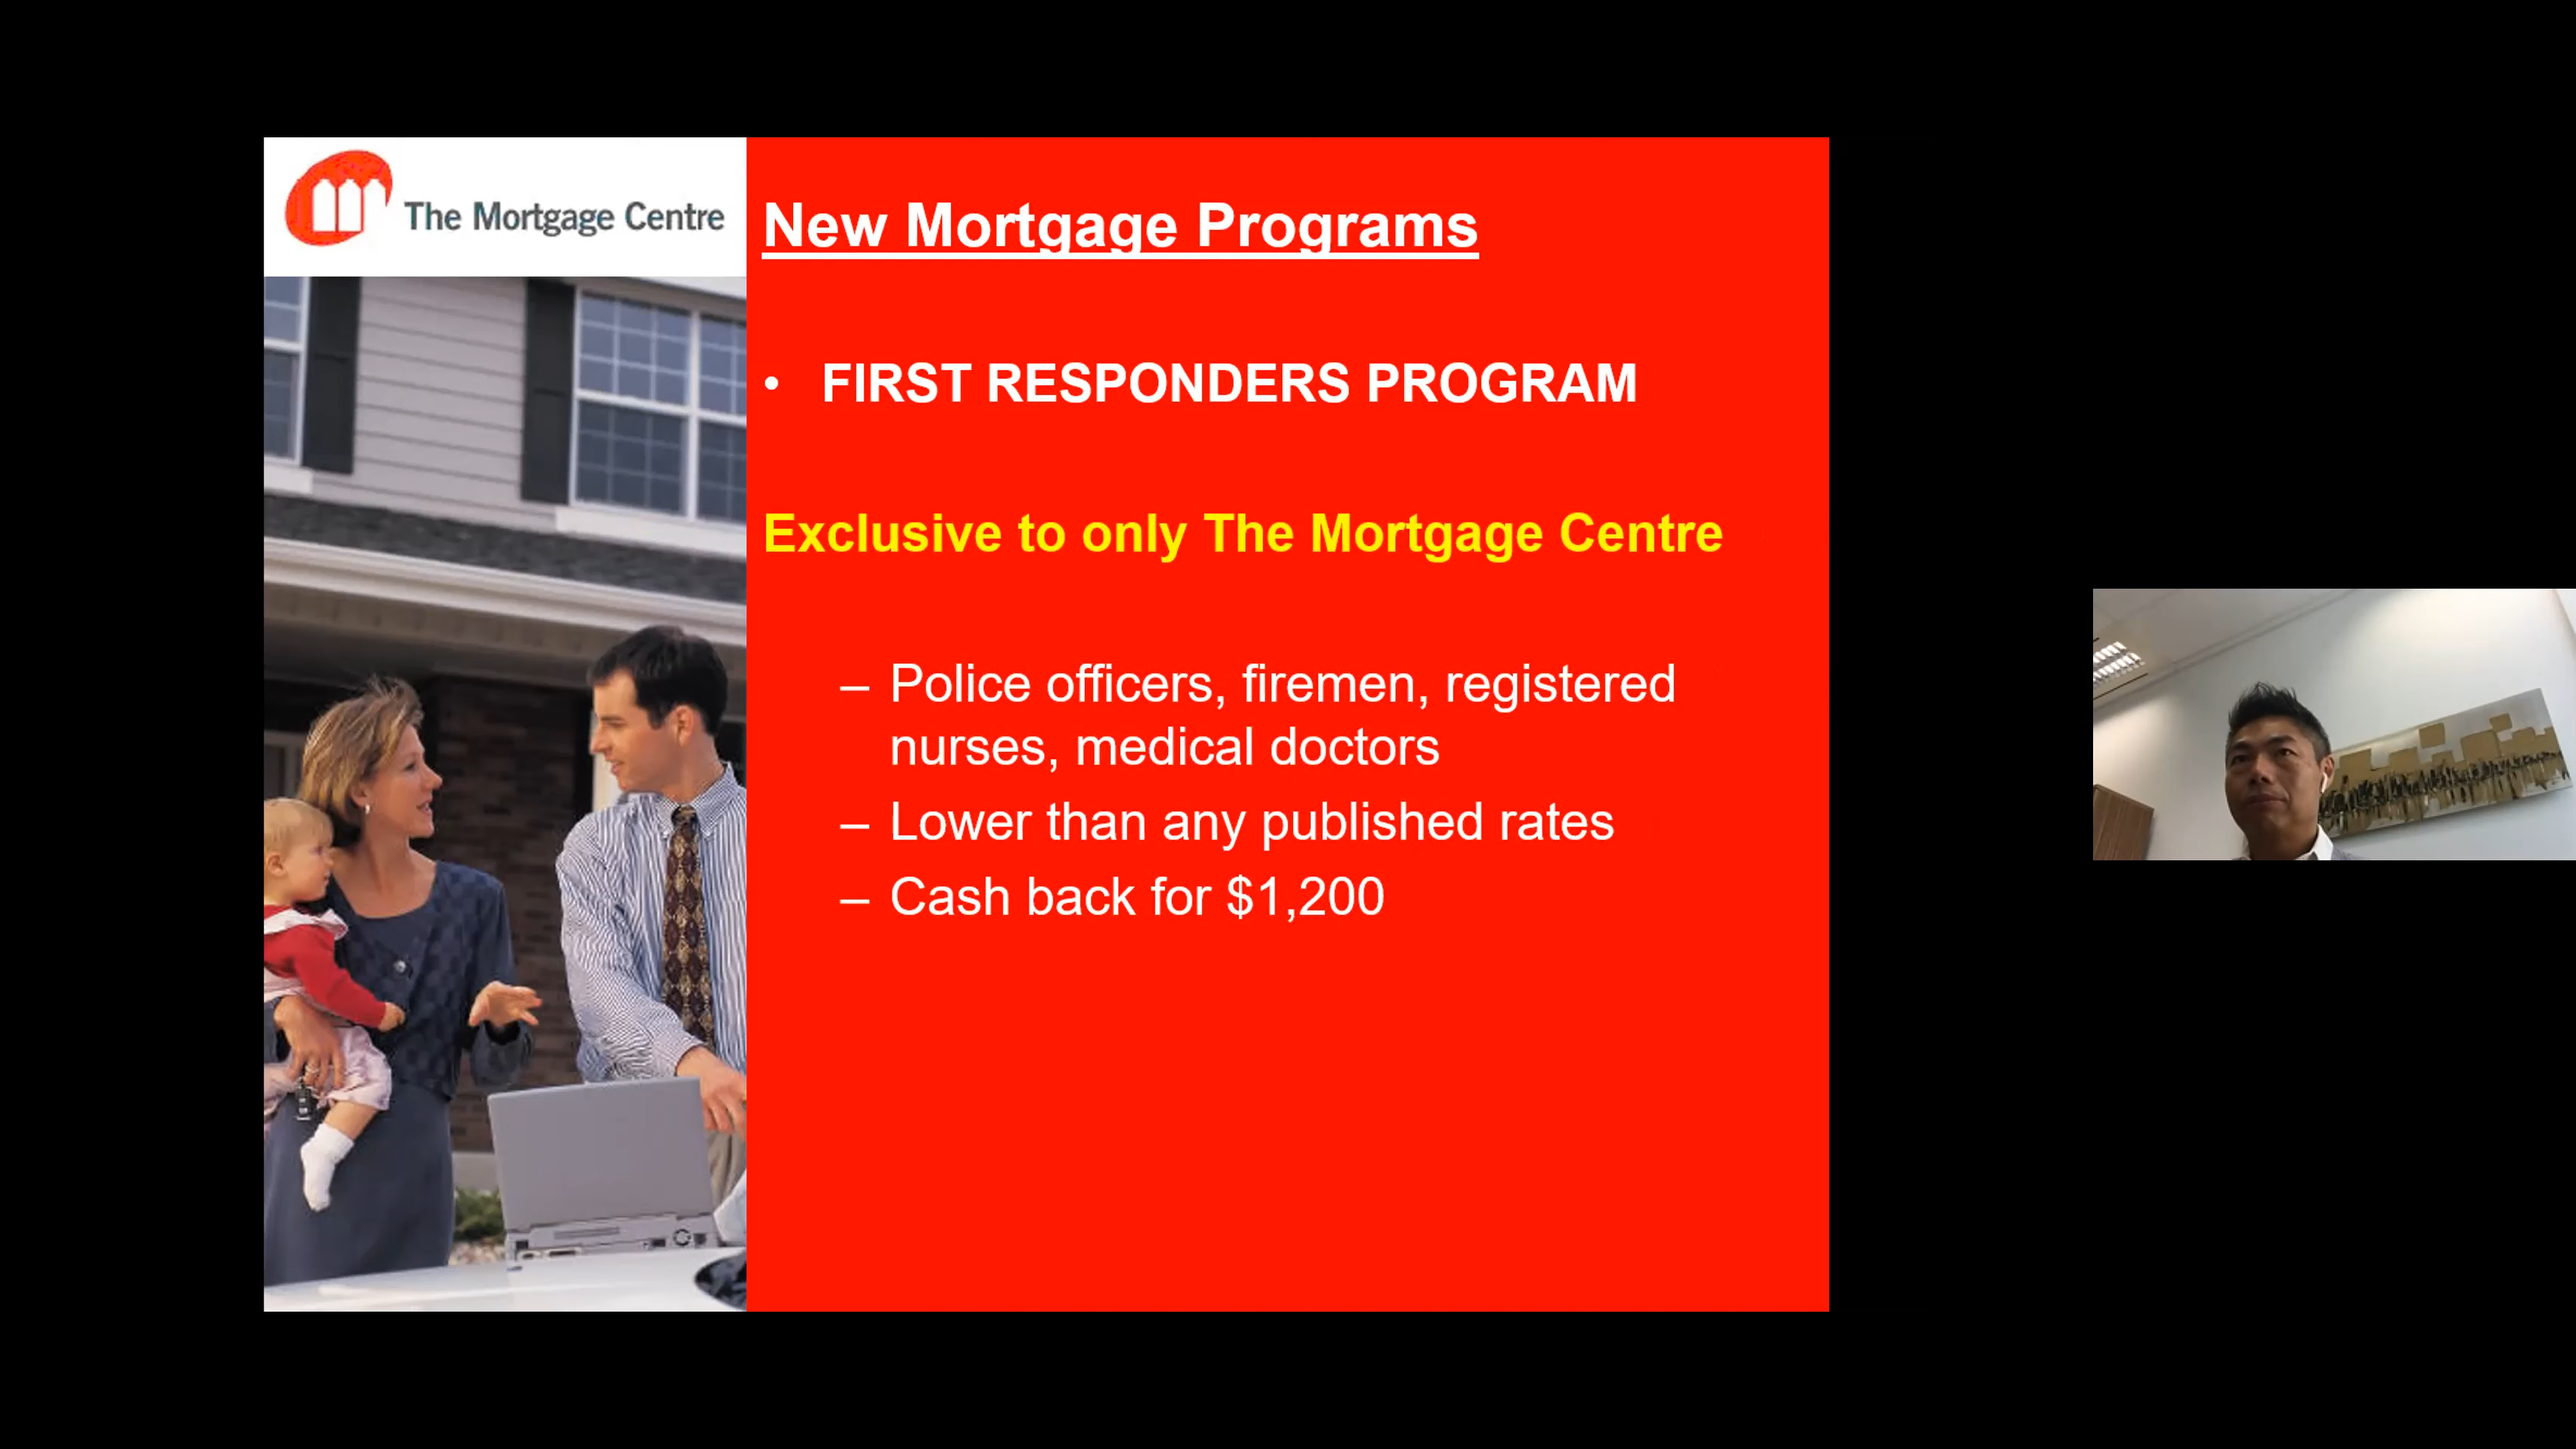 The Mortgage Centre
New Mortgage Programs
• FIRST RESPONDERS PROGRAM
Exclusive to only The Mortgage Centre
– Police officers, firemen, registered
nurses, medical doctors
– Lower than any published rates
– Cash back for $1,200